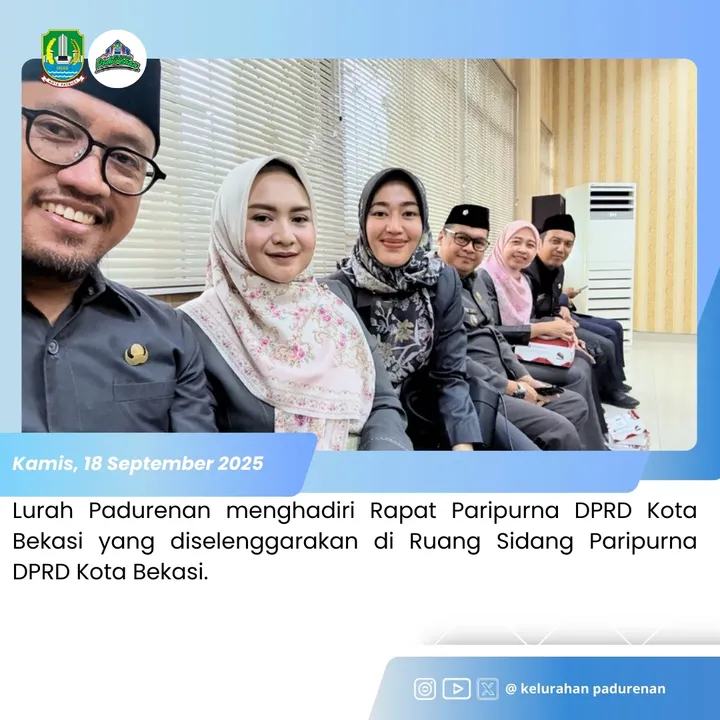 Kamis, 18 September 2025
Lurah Padurenan menghadiri Rapat Paripurna DPRD Kota
Bekasi yang diselenggarakan di Ruang Sidang Paripurna
DPRD Kota Bekasi.
@ kelurahan padurenan